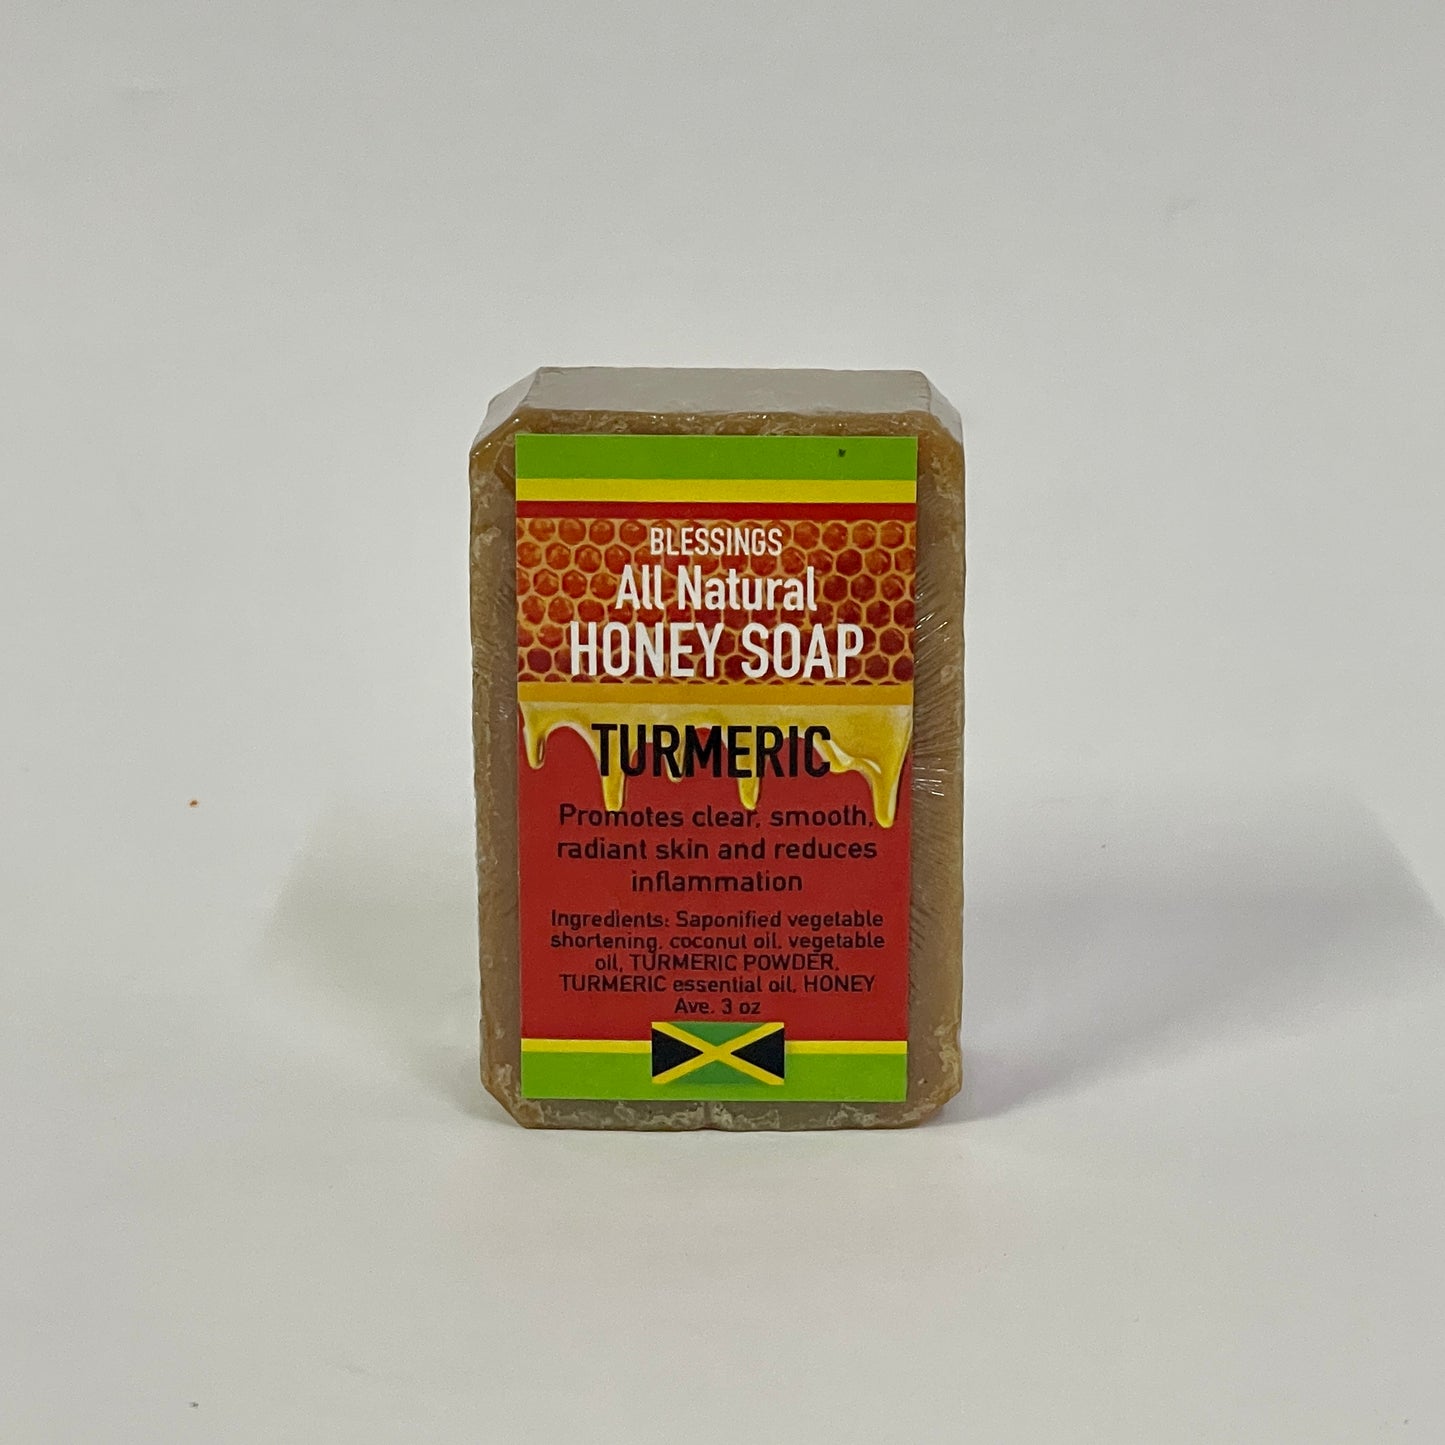 BLESSINGS
All Natural
HONEY SOAP
TURMERIC
Promotes clear, smooth,
radiant skin and reduces
inflammation
Ingredients: Saponified vegetable
shortening, coconut oil, vegetable
oil, TURMERIC POWDER,
TURMERIC essential oil, HONEY
Ave. 3 oz